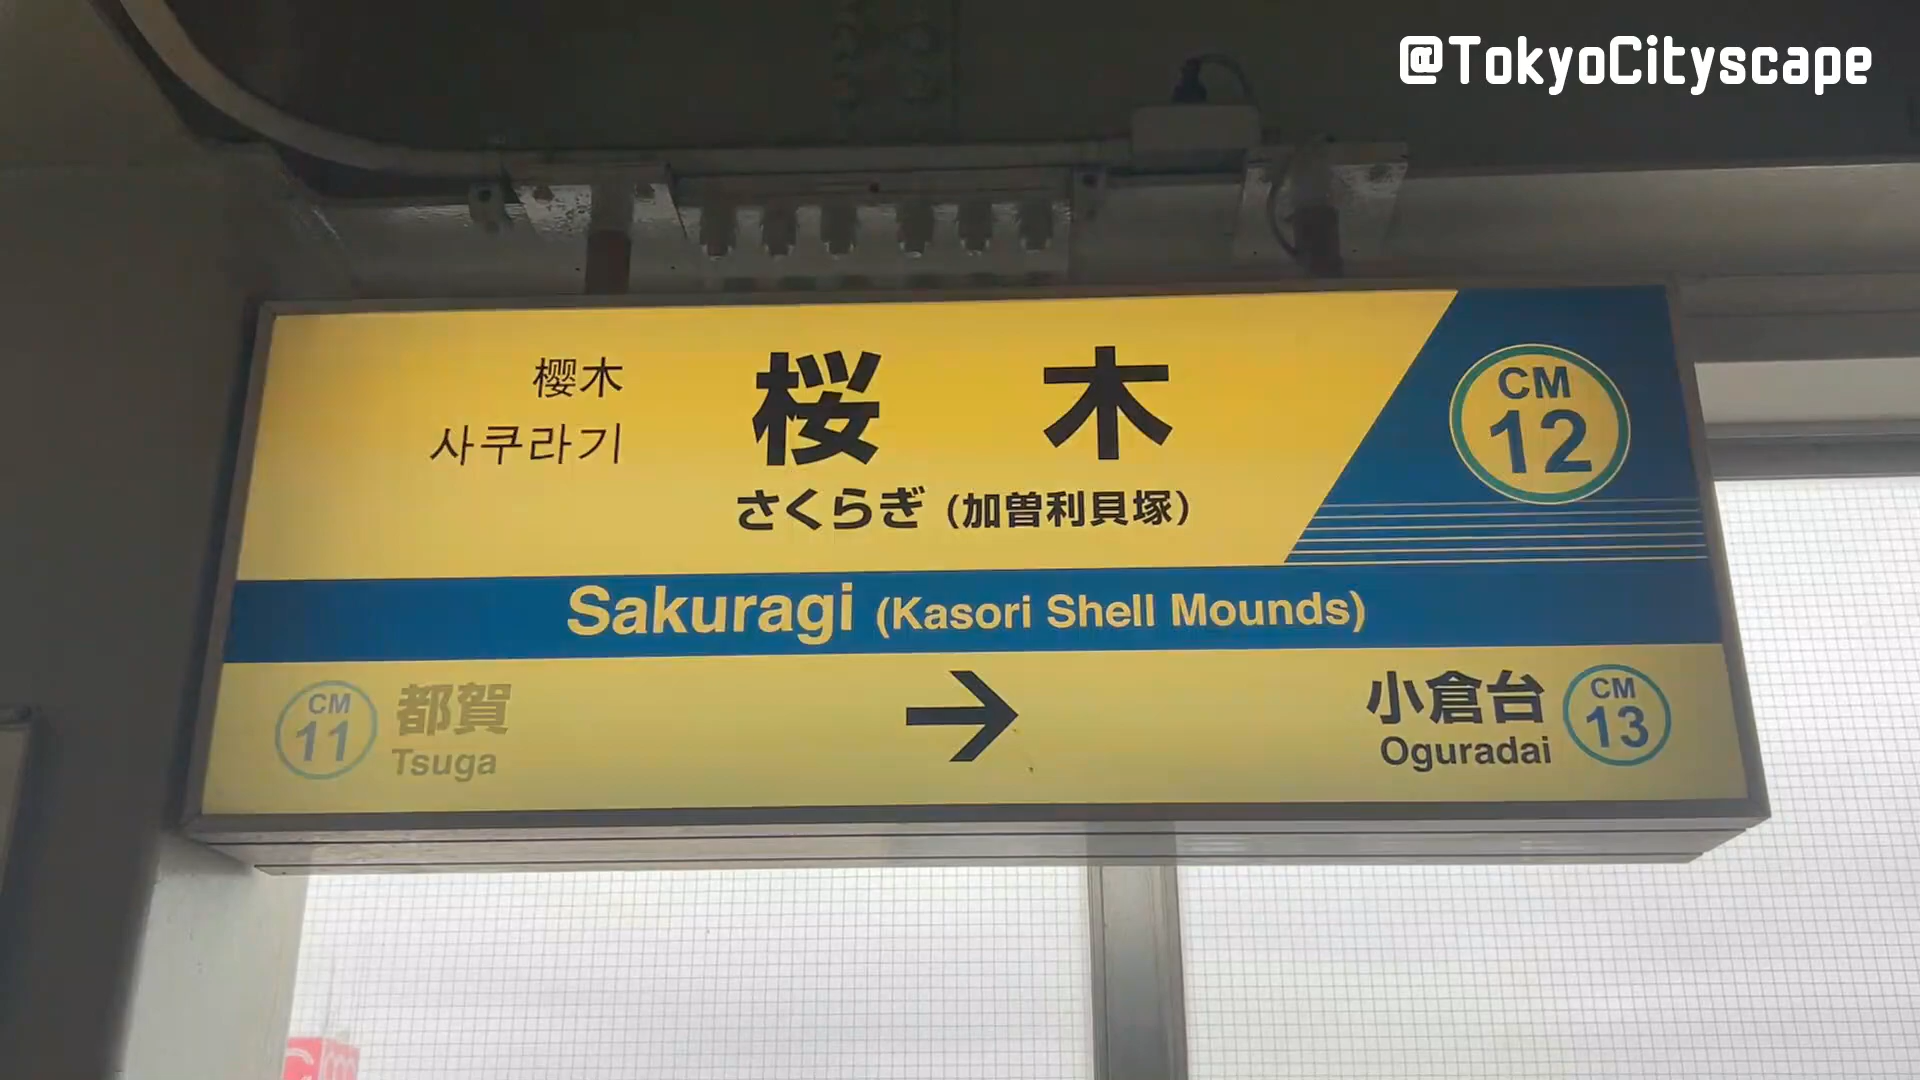 @TokyoCityscape
樱木
사쿠라기
桜木
さくらぎ (加曽利貝塚)
CM
12
Sakuragi (Kasori Shell Mounds)
CM
11
都賀
Tsuga
→
小倉台
Oguradai
CM
13